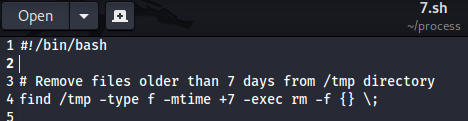 Open
7.sh
~/process
1 #!/bin/bash
2
3 # Remove files older than 7 days from /tmp directory
4 find /tmp -type f -mtime +7 -exec rm -f {} \;
5